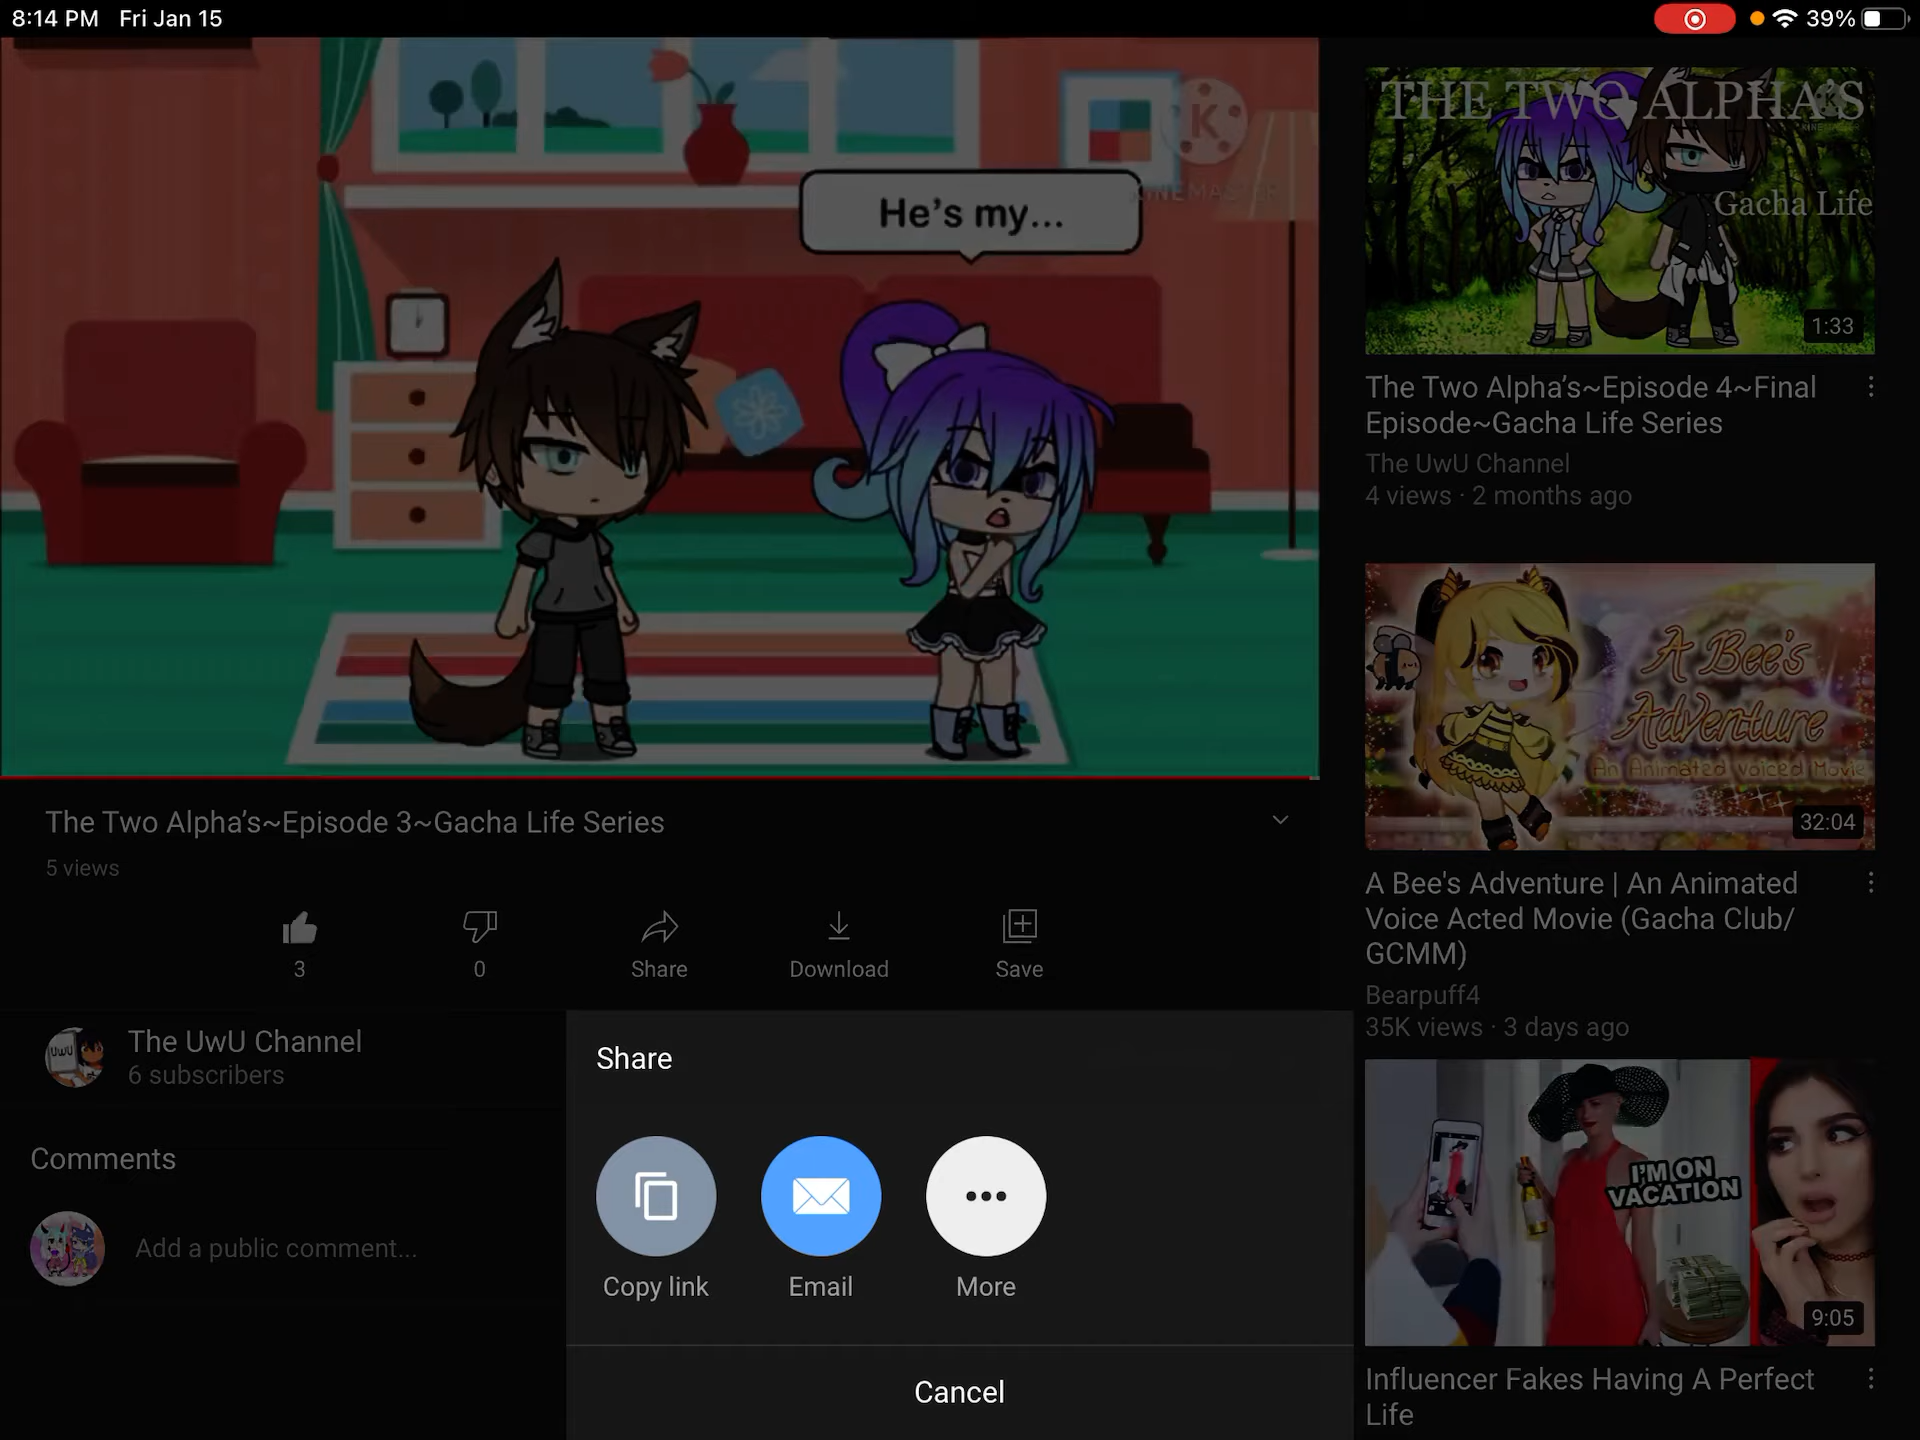 8:14 PM Fri Jan 15
39%
K
KINEMASTER
He's my...
The Two Alpha's~Episode 3~Gacha Life Series
5 views
3
0
Share
Download
Save
The UwU Channel
6 subscribers
Comments
UwU
Add a public comment...
Share
Copy link
Email
More
Cancel
THE TWO ALPHA'S
K
KINEMASTER
Gacha Life
1:33
The Two Alpha's~Episode 4~Final
Episode~Gacha Life Series
The UwU Channel
4 views · 2 months ago
A Bee's
Adventure
An Animated Voiced Movie
32:04
A Bee's Adventure | An Animated
Voice Acted Movie (Gacha Club/
GCMM)
Bearpuff4
35K views · 3 days ago
I'M ON
VACATION
9:05
Influencer Fakes Having A Perfect
Life